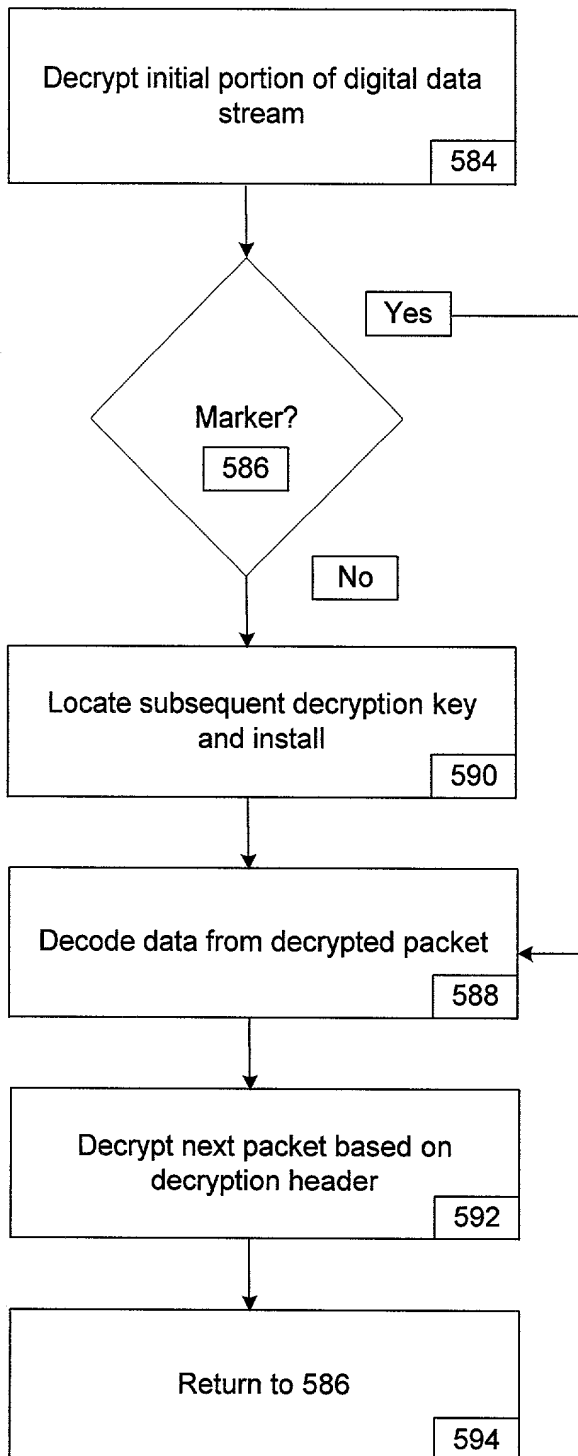 Decrypt initial portion of digital data
stream
584
Yes
Marker?
586
No
Locate subsequent decryption key
and install
590
Decode data from decrypted packet
588
Decrypt next packet based on
decryption header
592
Return to 586
594